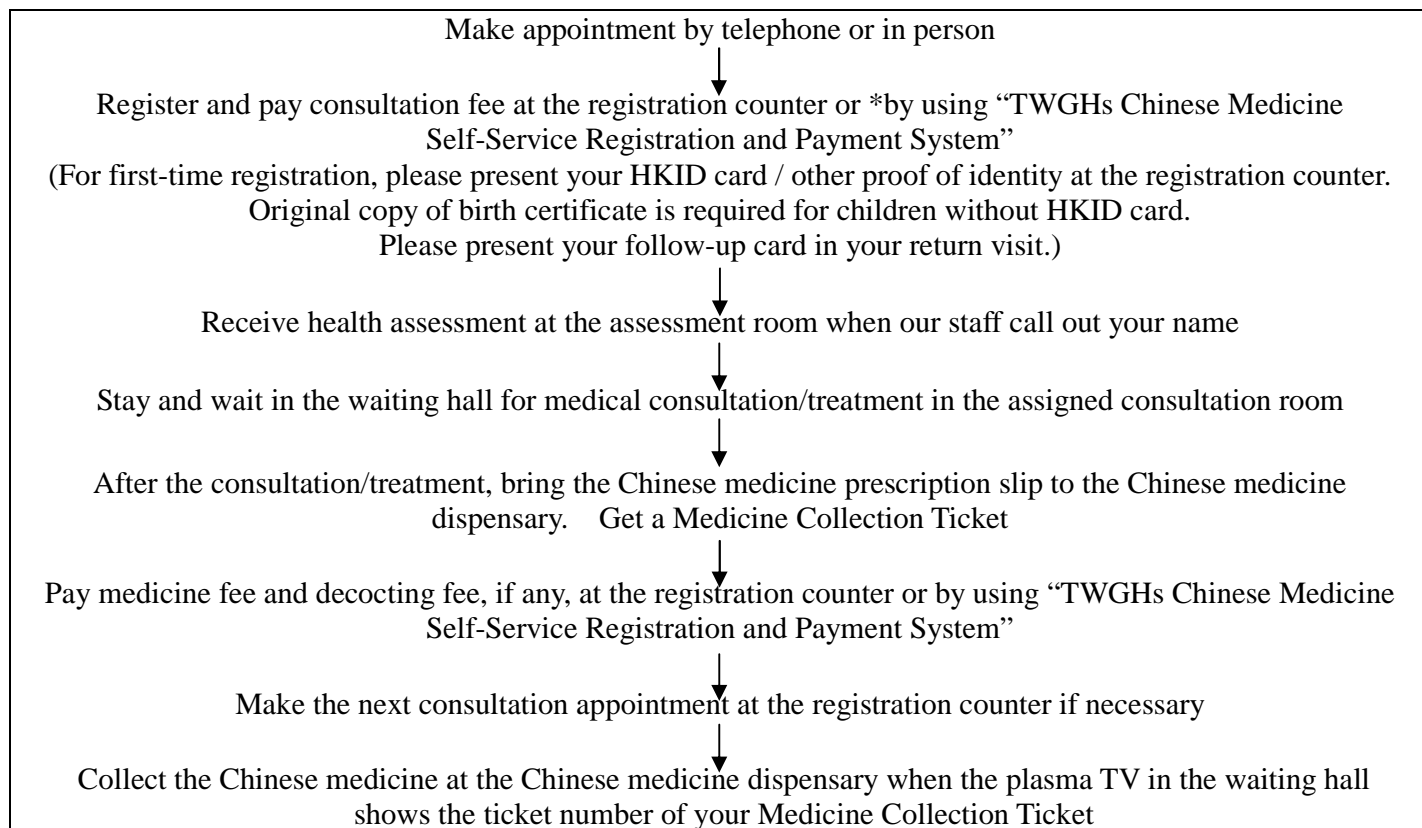 Make appointment by telephone or in person
Register and pay consultation fee at the registration counter or *by using “TWGHs Chinese Medicine
Self-Service Registration and Payment System”
(For first-time registration, please present your HKID card / other proof of identity at the registration counter.
Original copy of birth certificate is required for children without HKID card.
Please present your follow-up card in your return visit.)
Receive health assessment at the assessment room when our staff call out your name
Stay and wait in the waiting hall for medical consultation/treatment in the assigned consultation room
After the consultation/treatment, bring the Chinese medicine prescription slip to the Chinese medicine
dispensary. Get a Medicine Collection Ticket
Pay medicine fee and decocting fee, if any, at the registration counter or by using “TWGHs Chinese Medicine
Self-Service Registration and Payment System”
Make the next consultation appointment at the registration counter if necessary
Collect the Chinese medicine at the Chinese medicine dispensary when the plasma TV in the waiting hall
shows the ticket number of your Medicine Collection Ticket